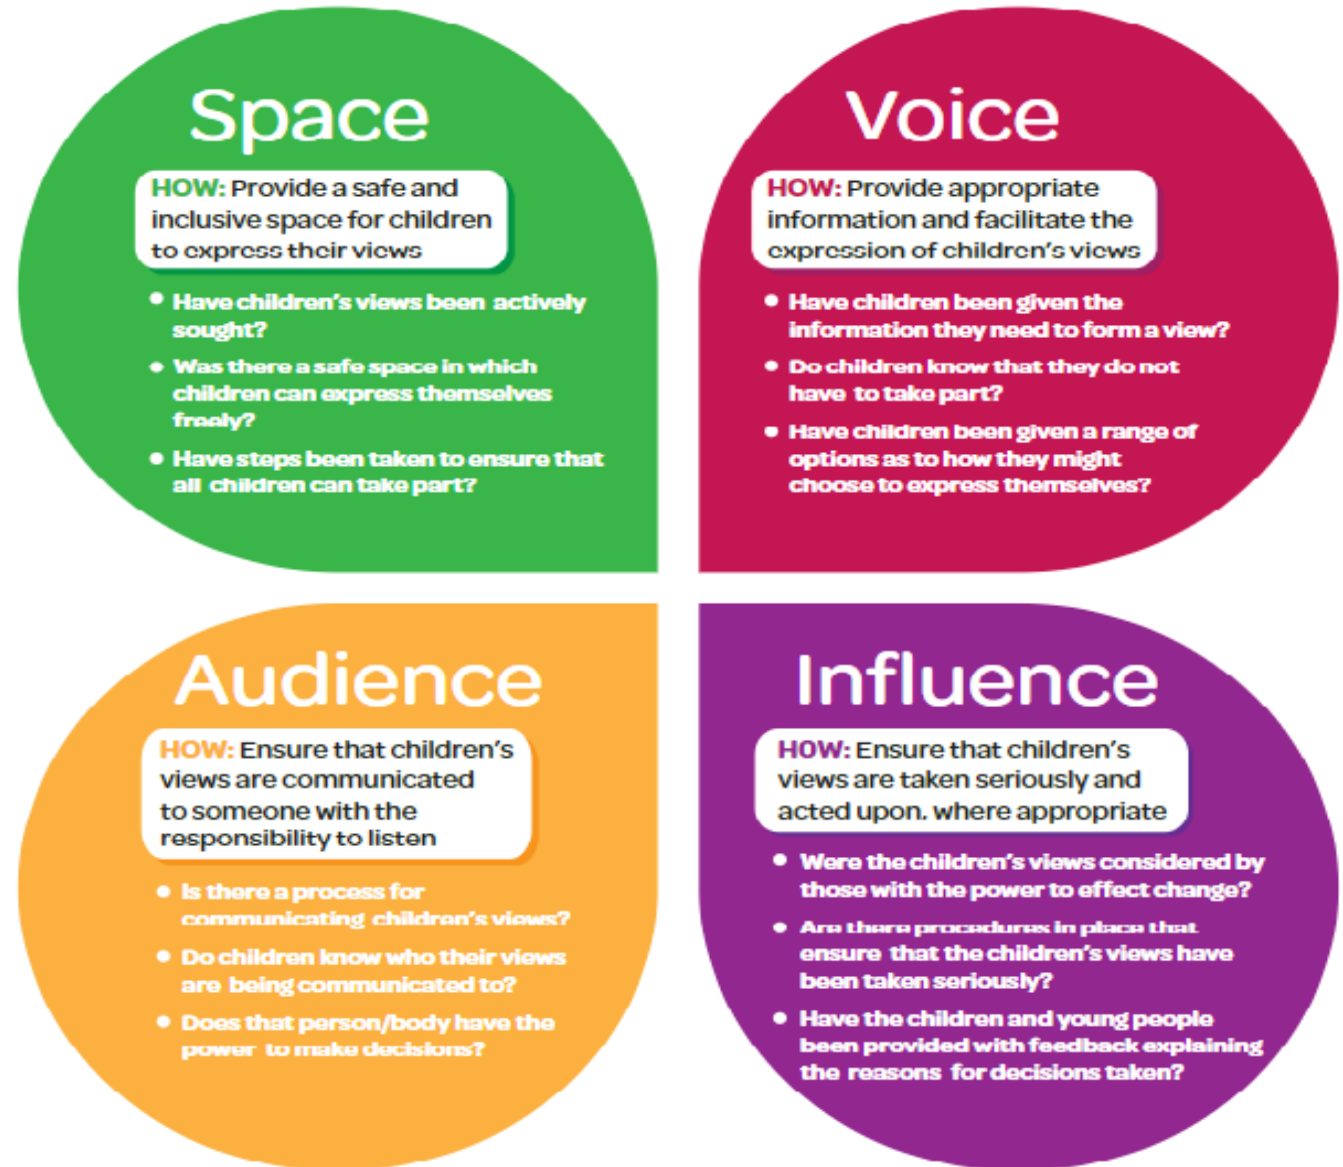 Space
HOW: Provide a safe and
inclusive space for children
to express their views
• Have children's views been actively
sought?
• Was there a safe space in which
children can express themselves
freely?
• Have steps been taken to ensure that
all children can take part?
Voice
HOW: Provide appropriate
information and facilitate the
expression of children's views
• Have children been given the
information they need to form a view?
• Do children know that they do not
have to take part?
• Have children been given a range of
options as to how they might
choose to express themselves?
Audience
HOW: Ensure that children's
views are communicated
to someone with the
responsibility to listen
• Is there a process for
communicating children's views?
• Do children know who their views
are being communicated to?
• Does that person/body have the
power to make decisions?
Influence
HOW: Ensure that children's
views are taken seriously and
acted upon, where appropriate
• Were the children's views considered by
those with the power to effect change?
• Are there procedures in place that
ensure that the children's views have
been taken seriously?
• Have the children and young people
been provided with feedback explaining
the reasons for decisions taken?